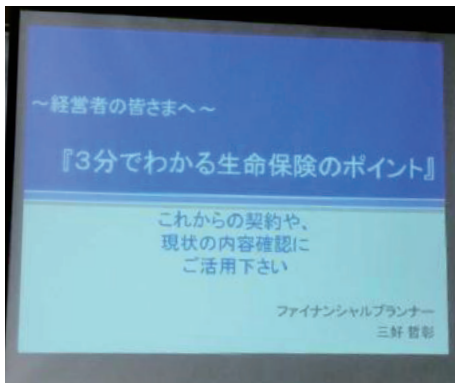 ～経営者の皆さまへ～
『3分でわかる生命保険のポイント』
これからの契約や、
現状の内容確認に
ご活用下さい
ファイナンシャルプランナー
三好 哲彰